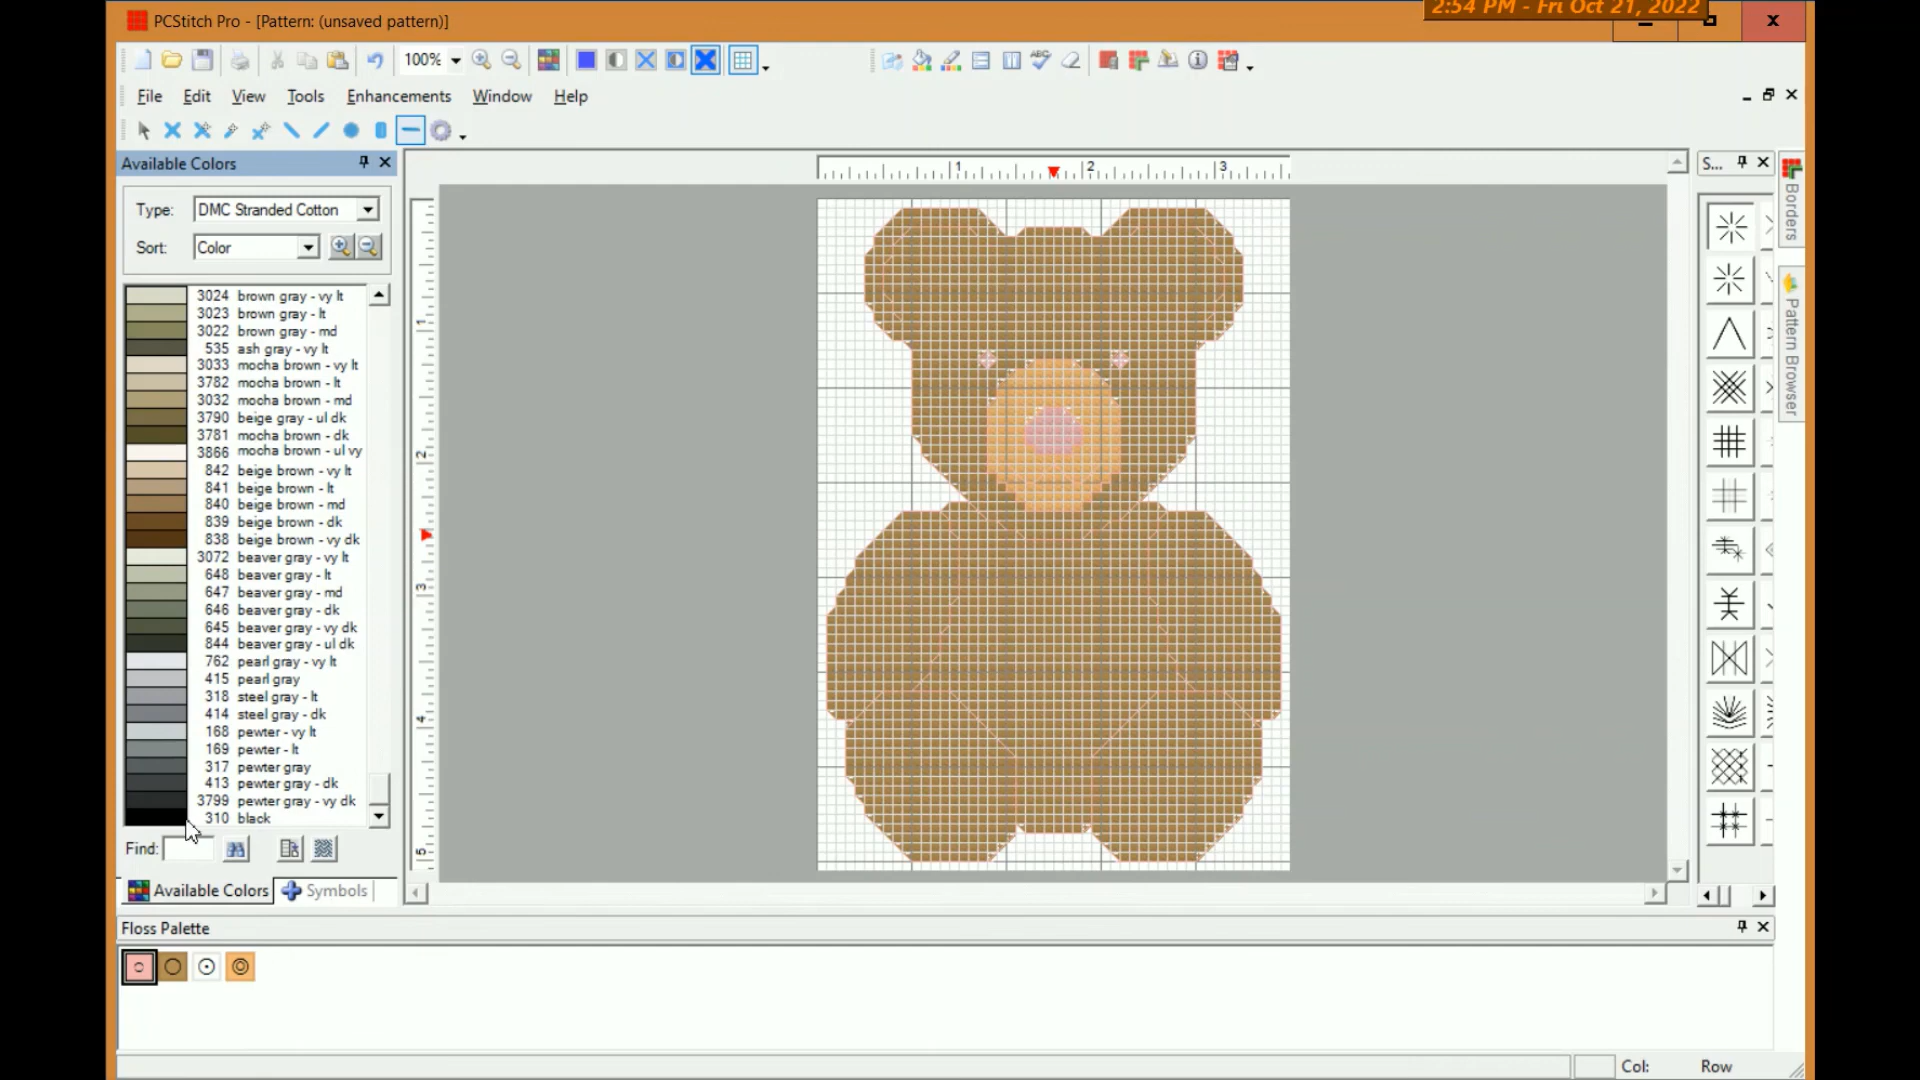 2:54 PM - Fri Oct 21, 2022
PCStitch Pro - [Pattern: (unsaved pattern)]
100%
ABC
File Edit View Tools Enhancements Window Help
Available Colors
S...
Type: DMC Stranded Cotton
Sort: Color
1 2 3
1
2
3
4
5
3024 brown gray - vy lt
3023 brown gray - lt
3022 brown gray - md
535 ash gray - vy lt
3033 mocha brown - vy lt
3782 mocha brown - lt
3032 mocha brown - md
3790 beige gray - ul dk
3781 mocha brown - dk
3866 mocha brown - ul vy
842 beige brown - vy lt
841 beige brown - lt
840 beige brown - md
839 beige brown - dk
838 beige brown - vy dk
3072 beaver gray - vy lt
648 beaver gray - lt
647 beaver gray - md
646 beaver gray - dk
645 beaver gray - vy dk
844 beaver gray - ul dk
762 pearl gray - vy lt
415 pearl gray
318 steel gray - lt
414 steel gray - dk
168 pewter - vy lt
169 pewter - lt
317 pewter gray
413 pewter gray - dk
3799 pewter gray - vy dk
310 black
Find:
Available Colors Symbols
Borders
Pattern Browser
Floss Palette
Col: Row